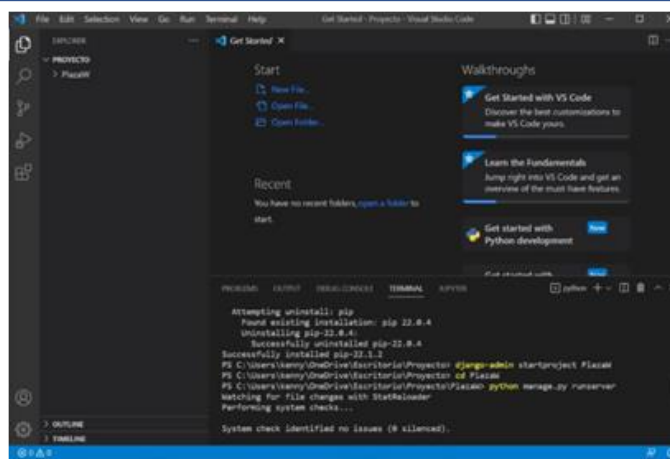 File Edit Selection View Go Run Terminal Help
Get Started - Proyecto - Visual Studio Code
EXPLORER
PROYECTO
PlazaW
OUTLINE
TIMELINE
Get Started
Start
New File...
Open File...
Open Folder...
Recent
You have no recent folders, open a folder to
start.
Walkthroughs
Get Started with VS Code
Discover the best customizations to
make VS Code yours.
Learn the Fundamentals
Jump right into VS Code and get an
overview of the must have features.
Get started with
Python development
New
Get started with
New
PROBLEMS OUTPUT DEBUG CONSOLE TERMINAL JUPYTER
python
Attempting uninstall: pip
Found existing installation: pip 22.0.4
Uninstalling pip-22.0.4:
Successfully uninstalled pip-22.0.4
Successfully installed pip-22.1.2
PS C:\Users\kenny\OneDrive\Escritorio\Proyecto> django-admin startproject PlazaW
PS C:\Users\kenny\OneDrive\Escritorio\Proyecto> cd PlazaW
PS C:\Users\kenny\OneDrive\Escritorio\Proyecto\PlazaW> python manage.py runserver
Watching for file changes with StatReloader
Performing system checks...
System check identified no issues (0 silenced).
0 0